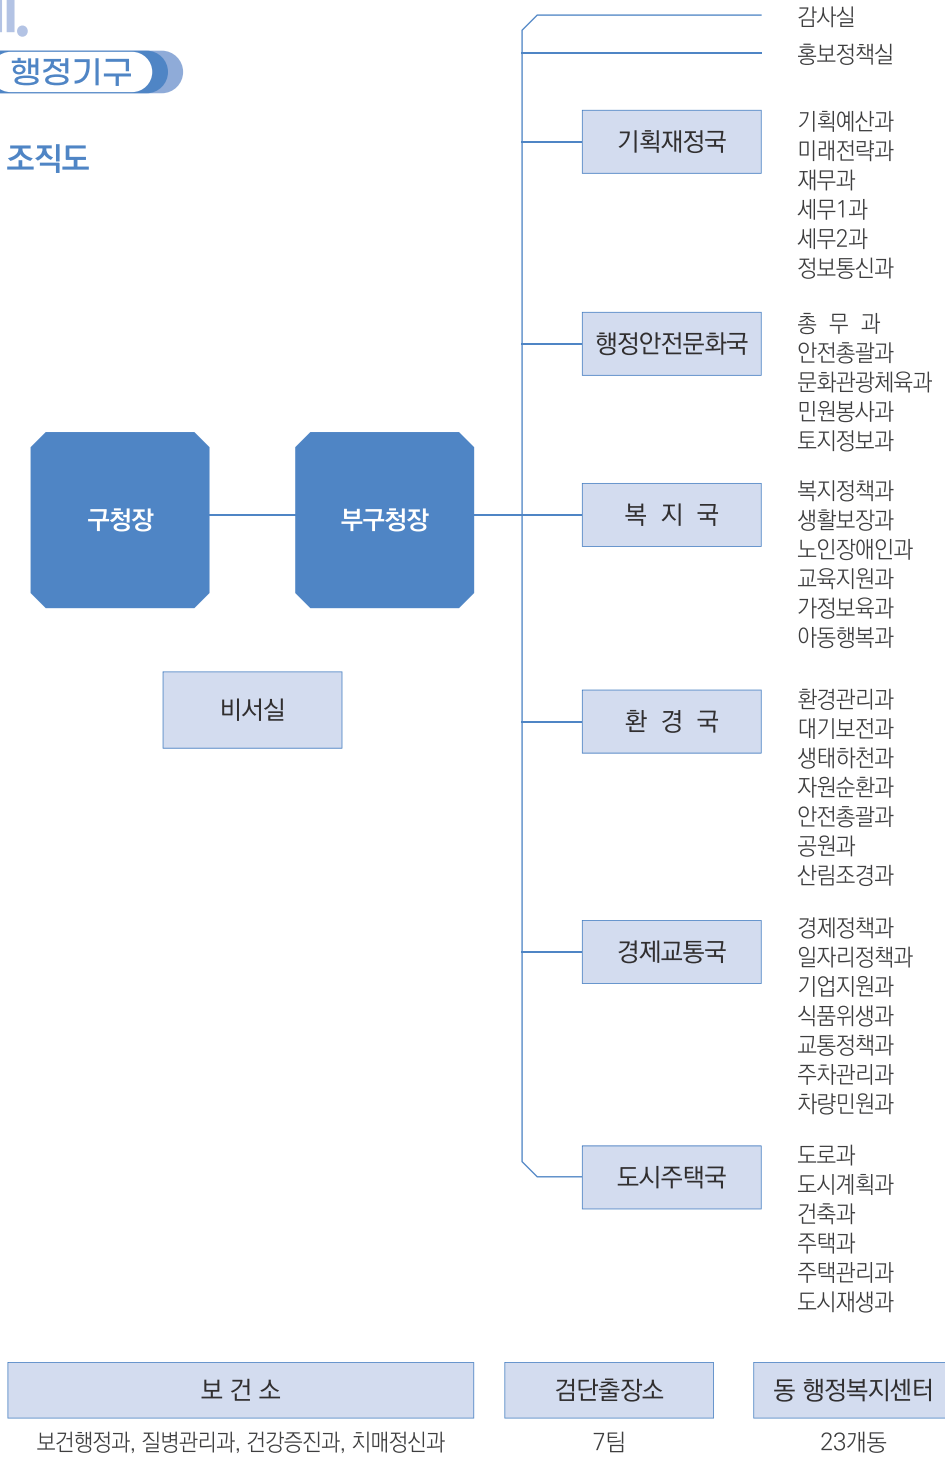 행정기구
조직도
감사실
홍보정책실
기획재정국
기획예산과
미래전략과
재무과
세무1과
세무2과
정보통신과
행정안전문화국
총 무 과
안전총괄과
문화관광체육과
민원봉사과
토지정보과
구청장
부구청장
비서실
복 지 국
복지정책과
생활보장과
노인장애인과
교육지원과
가정보육과
아동행복과
환 경 국
환경관리과
대기보전과
생태하천과
자원순환과
안전총괄과
공원과
산림조경과
경제교통국
경제정책과
일자리정책과
기업지원과
식품위생과
교통정책과
주차관리과
차량민원과
도시주택국
도로과
도시계획과
건축과
주택과
주택관리과
도시재생과
보 건 소
보건행정과, 질병관리과, 건강증진과, 치매정신과
검단출장소
7팀
동 행정복지센터
23개동